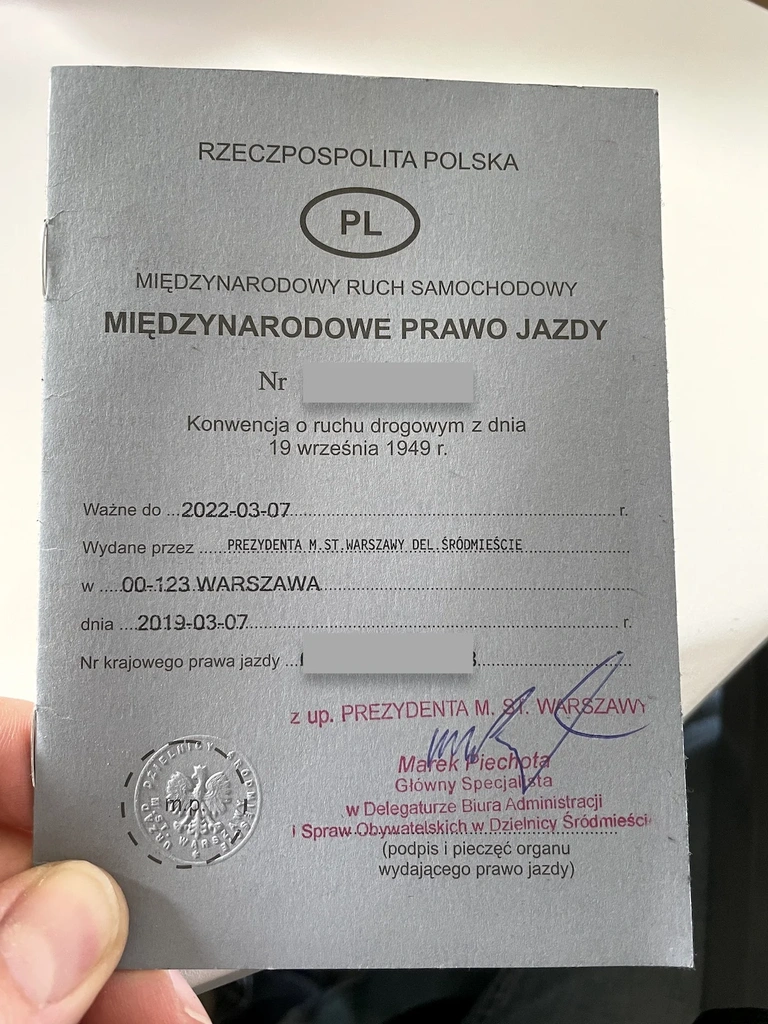 RZECZPOSPOLITA POLSKA
PL
MIĘDZYNARODOWY RUCH SAMOCHODOWY
MIĘDZYNARODOWE PRAWO JAZDY
Nr
Konwencja o ruchu drogowym z dnia
19 września 1949 r.
Ważne do ...2022-03-07... r.
Wydane przez ...PREZYDENTA M.ST.WARSZAWY DEL.ŚRÓDMIEŚCIE...
w ...00-123 WARSZAWA...
dnia ...2019-03-07... r.
Nr krajowego prawa jazdy ...
z up. PREZYDENTA M. ST. WARSZAWY
Marek Piechota
Główny Specjalista
w Delegaturze Biura Administracji
i Spraw Obywatelskich w Dzielnicy Śródmieści
(podpis i pieczęć organu
wydającego prawo jazdy)
URZĄD DZIELNICY ŚRÓDMIEŚCIE
m.p.